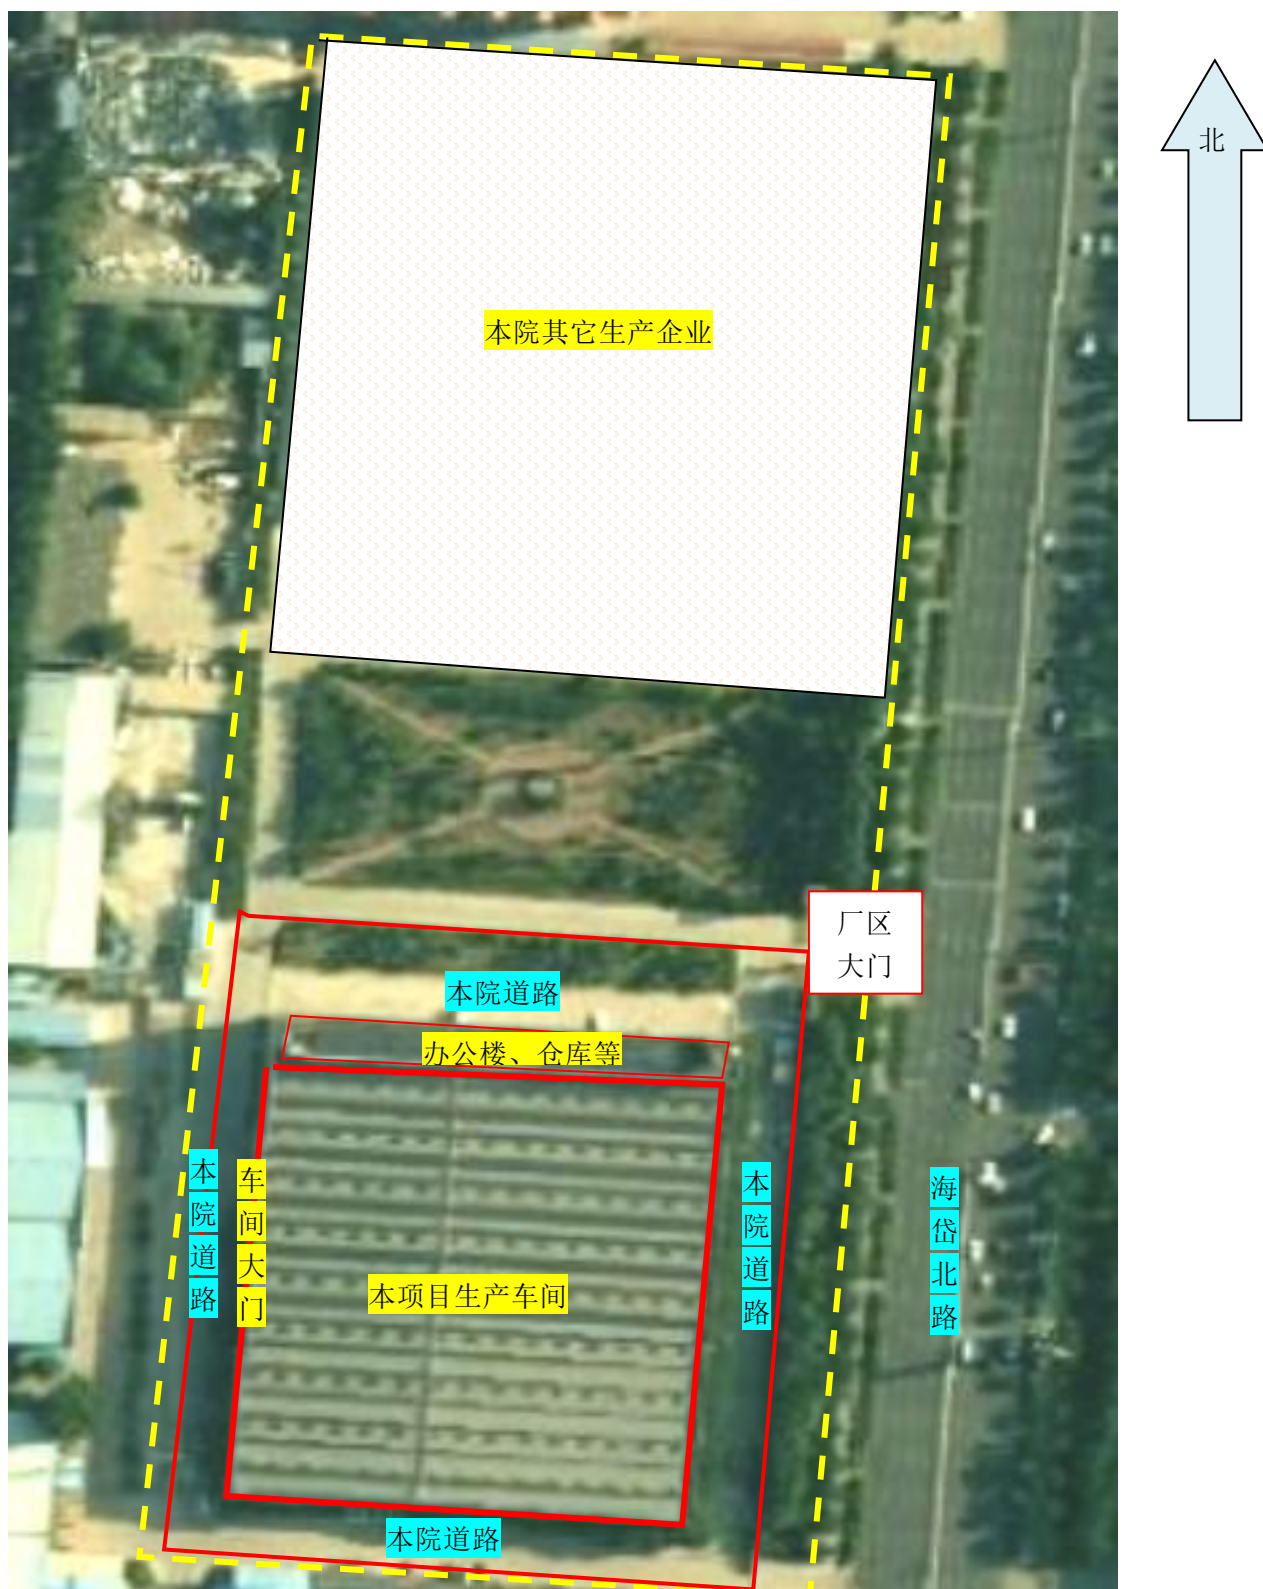 北
本院其它生产企业
厂区
大门
本院道路
办公楼、仓库等
本院道路
车间大门
本院道路
海岱北路
本项目生产车间
本院道路